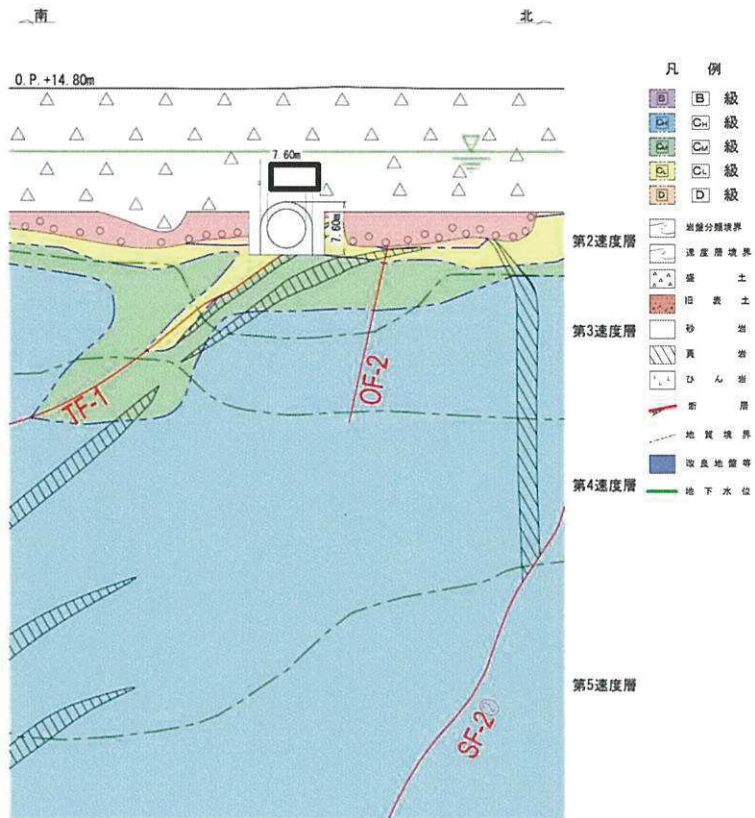 南
北
O.P.+14.80m
7.60m
7.60m
TF-1
OF-2
SF-2②
第2速度層
第3速度層
第4速度層
第5速度層
凡 例
B B 級
CH CH 級
CM CM 級
CL CL 級
D D 級
岩盤分類境界
速度層境界
盛 土
旧 表 土
砂 岩
頁 岩
ひ ん 岩
断 層
地 質 境 界
改 良 地 盤 等
地 下 水 位